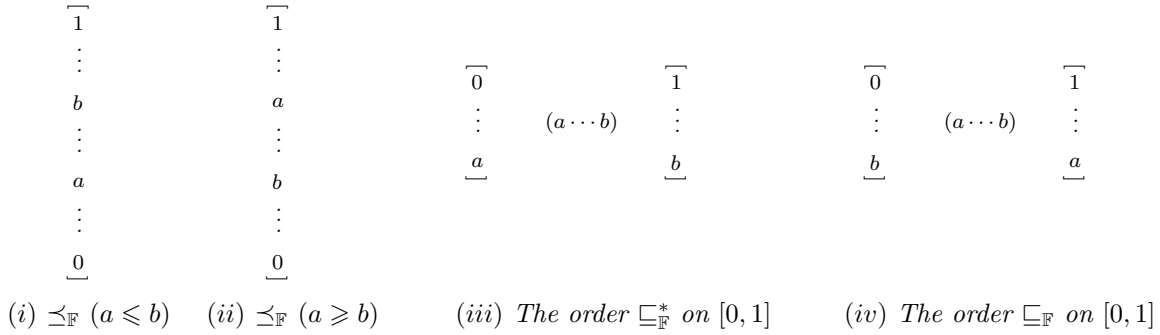 1
⋮
b
⋮
a
⋮
0
(i) ⪯_𝔽 (a ⩽ b)
1
⋮
a
⋮
b
⋮
0
(ii) ⪯_𝔽 (a ⩾ b)
0
⋮
a
(a ⋯ b)
1
⋮
b
(iii) The order ⊑*_𝔽 on [0, 1]
0
⋮
b
(a ⋯ b)
1
⋮
a
(iv) The order ⊑_𝔽 on [0, 1]